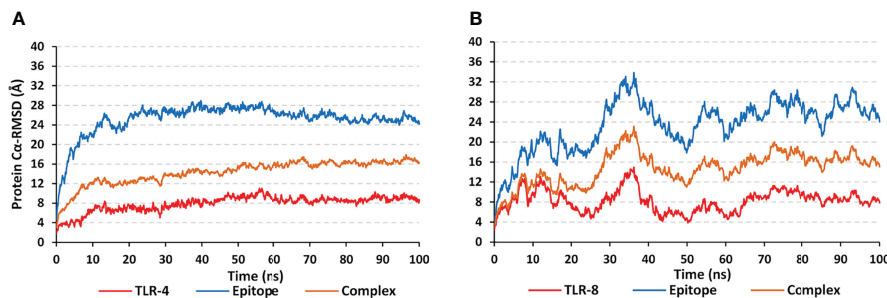 A
Protein Cα-RMSD (Å)
40
36
32
28
24
20
16
12
8
4
0
0 10 20 30 40 50 60 70 80 90 100
Time (ns)
TLR-4 Epitope Complex
B
40
36
32
28
24
20
16
12
8
4
0
0 10 20 30 40 50 60 70 80 90 100
Time (ns)
TLR-8 Epitope Complex